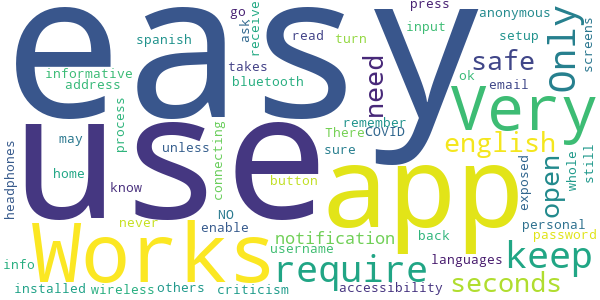 easy
use
app
Works
Very
Only
require
keep
safe
need
english
open
seconds
notification
spanish
go
ask
receive
read
takes
turn
press
input
anonymous
setup
screens
informative
address
bluetooth
ok
email
process
remember
There
COVID
may
unless
sure
connecting
home
know
headphones
button
exposed
whole
still
never
NO
enable
back
languages
personal
password
username
info
installed
wireless
others
criticism
accessibility